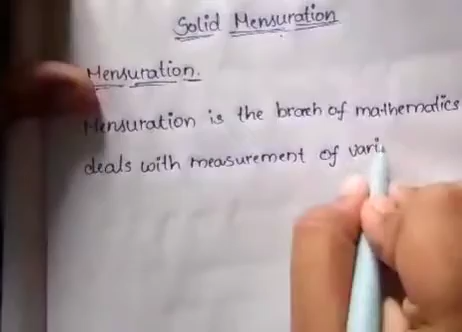 Solid Mensuration
Mensuration.
Mensuration is the brach of mathematics
deals with measurement of vari